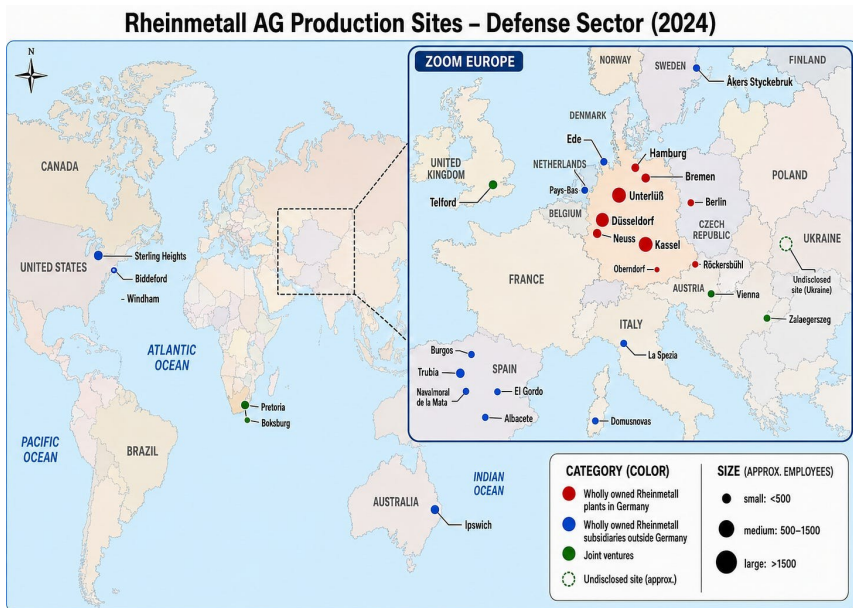 Rheinmetall AG Production Sites – Defense Sector (2024)
N
CANADA
UNITED STATES
Sterling Heights
Biddeford
- Windham
ATLANTIC
OCEAN
PACIFIC
OCEAN
BRAZIL
Pretoria
Boksburg
AUSTRALIA
Ipswich
INDIAN
OCEAN
ZOOM EUROPE
NORWAY
SWEDEN
FINLAND
Åkers Styckebruk
DENMARK
Ede
Hamburg
UNITED
KINGDOM
NETHERLANDS
Bremen
POLAND
Pays-Bas
Unterlüß
Telford
Berlin
BELGIUM
Düsseldorf
CZECH
REPUBLIC
Neuss
Kassel
UKRAINE
Undisclosed
site (Ukraine)
FRANCE
Oberndorf
Röckersbühl
AUSTRIA
Vienna
Zalaegerszeg
ITALY
La Spezia
Burgos
SPAIN
Trubia
Navalmoral
de la Mata
El Gordo
Albacete
Domusnovas
CATEGORY (COLOR)
Wholly owned Rheinmetall
plants in Germany
Wholly owned Rheinmetall
subsidiaries outside Germany
Joint ventures
Undisclosed site (approx.)
SIZE (APPROX. EMPLOYEES)
small: <500
medium: 500–1500
large: >1500